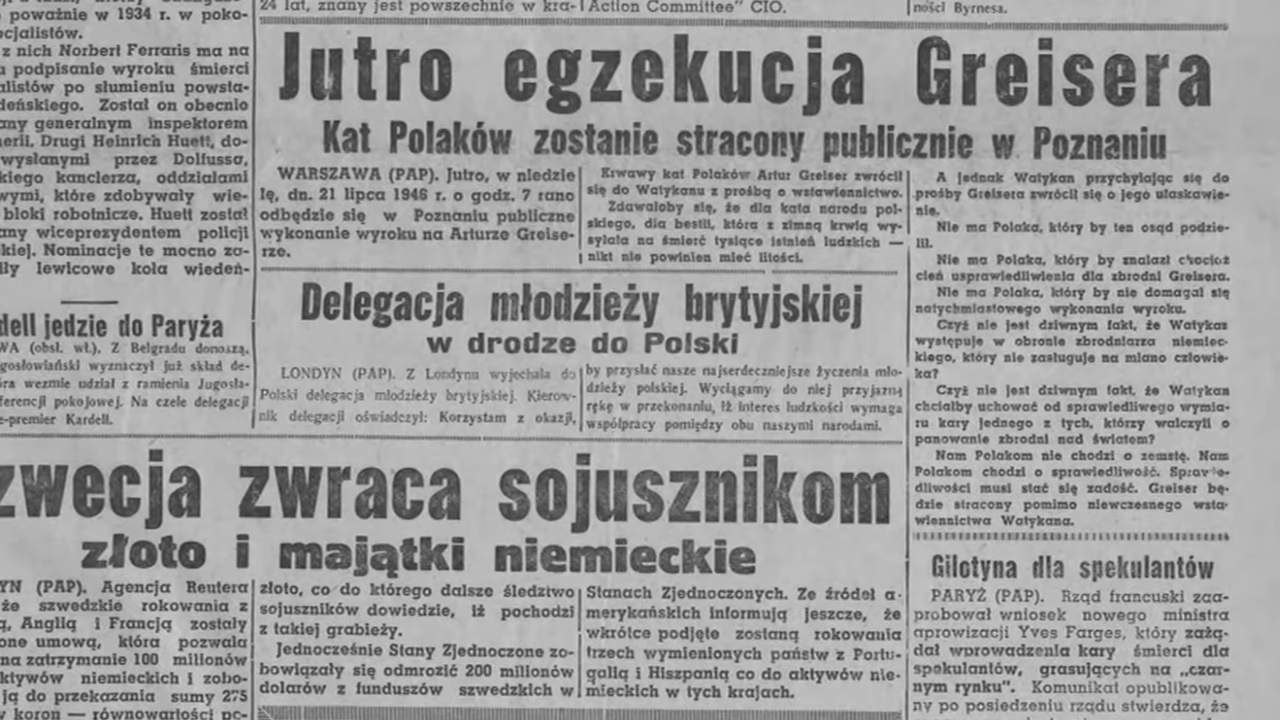 poważnie w 1934 r. w poko-
ocjalistów.
z nich Norbert Ferraris ma na
podpisanie wyroku śmierci
alistów po stłumieniu powsta-
deńskiego. Został on obecnio
any generalnym inspektorem
nerii. Drugi Heinrich Huett, do-
wysłanymi przez Dolfussa,
kiego kanclerza, oddziałami
wymi, które zdobywały wie-
bloki robotnicze. Huett został
any wiceprezydentem policji
kiej. Nominacje te mocno za-
iły lewicowe koła wiedeń-
dell jedzie do Paryża
WA (obsł. wł.). Z Belgradu donoszą,
gosłowiański wyznaczył już skład de-
óra weźmie udział z ramienia Jugosła-
ferencji pokojowej. Na czele delegacji
e-premier Kardell.
24 lat, znany jest powszechnie w kra-
Action Committee" CIO.
ności Byrnesa.
Jutro egzekucja Greisera
Kat Polaków zostanie stracony publicznie w Poznaniu
WARSZAWA (PAP). Jutro, w niedzie
lę, dn. 21 lipca 1946 r. o godz. 7 rano
odbędzie się w Poznaniu publiczne
wykonanie wyroku na Arturze Greise-
rze.
Krwawy kat Polaków Artur Greiser zwrócił
się do Watykanu z prośbą o wstawiennictwo.
Zdawałoby się, że dla kata narodu pol-
skiego, dla bestii, która z zimną krwią wy-
syłała na śmierć tysiące istnień ludzkich —
nikt nie powinien mieć litości.
A jednak Watykan przychylając się do
prośby Greisera zwrócił się o jego ułaskawie-
nie.
Nie ma Polaka, który by ten osąd podzie-
lił.
Nie ma Polaka, który by znalazł chociaż
cień usprawiedliwienia dla zbrodni Greisera.
Nie ma Polaka, który by nie domagał się
natychmiastowego wykonania wyroku.
Czyż nie jest dziwnym fakt, że Watykan
występuje w obronie zbrodniarza niemiec-
kiego, który nie zasługuje na miano człowie-
ka?
Czyż nie jest dziwnym fakt, że Watykan
chciałby uchować od sprawiedliwego wymia-
ru kary jednego z tych, którzy walczyli o
panowanie zbrodni nad światem?
Nam Polakom nie chodzi o zemstę. Nam
Polakom chodzi o sprawiedliwość. Sprawie-
dliwości musi stać się zadość. Greiser bę-
dzie stracony pomimo niewczesnego wsta-
wiennictwa Watykana.
Delegacja młodzieży brytyjskiej
w drodze do Polski
LONDYN (PAP). Z Londynu wyjechała do
Polski delegacja młodzieży brytyjskiej. Kierow-
nik delegacji oświadczył: Korzystam z okazji,
by przysłać nasze najserdeczniejsze życzenia mło-
dzieży polskiej. Wyciągamy do niej przyjazną
rękę w przekonaniu, iż interes ludzkości wymaga
współpracy pomiędzy obu naszymi narodami.
zwecja zwraca sojusznikom
złoto i majątki niemieckie
YN (PAP). Agencja Reutera
że szwedzkie rokowania z
ą, Anglią i Francją zostały
one umową, która pozwala
na zatrzymanie 100 milionów
ktywów niemieckich i zobo-
ją do przekazania sumy 275
koron — równowartości po-
złoto, co do którego dalsze śledztwo
sojuszników dowiedzie, iż pochodzi
z takiej grabieży.
Jednocześnie Stany Zjednoczone zo-
bowiązały się odmrozić 200 milionów
dolarów z funduszów szwedzkich w
Stanach Zjednoczonych. Ze źródeł a-
merykańskich informują jeszcze, że
wkrótce podjęte zostaną rokowania
trzech wymienionych państw z Portu-
galią i Hiszpanią co do aktywów nie-
mieckich w tych krajach.
Gilotyna dla spekulantów
PARYŻ (PAP). Rząd francuski zaa-
probował wniosek nowego ministra
aprowizacji Yves Farges, który zażą-
dał wprowadzenia kary śmierci dla
spekulantów, grasujących na „czar-
nym rynku". Komunikat opublikowa-
ny po posiedzeniu rządu stwierdza, że